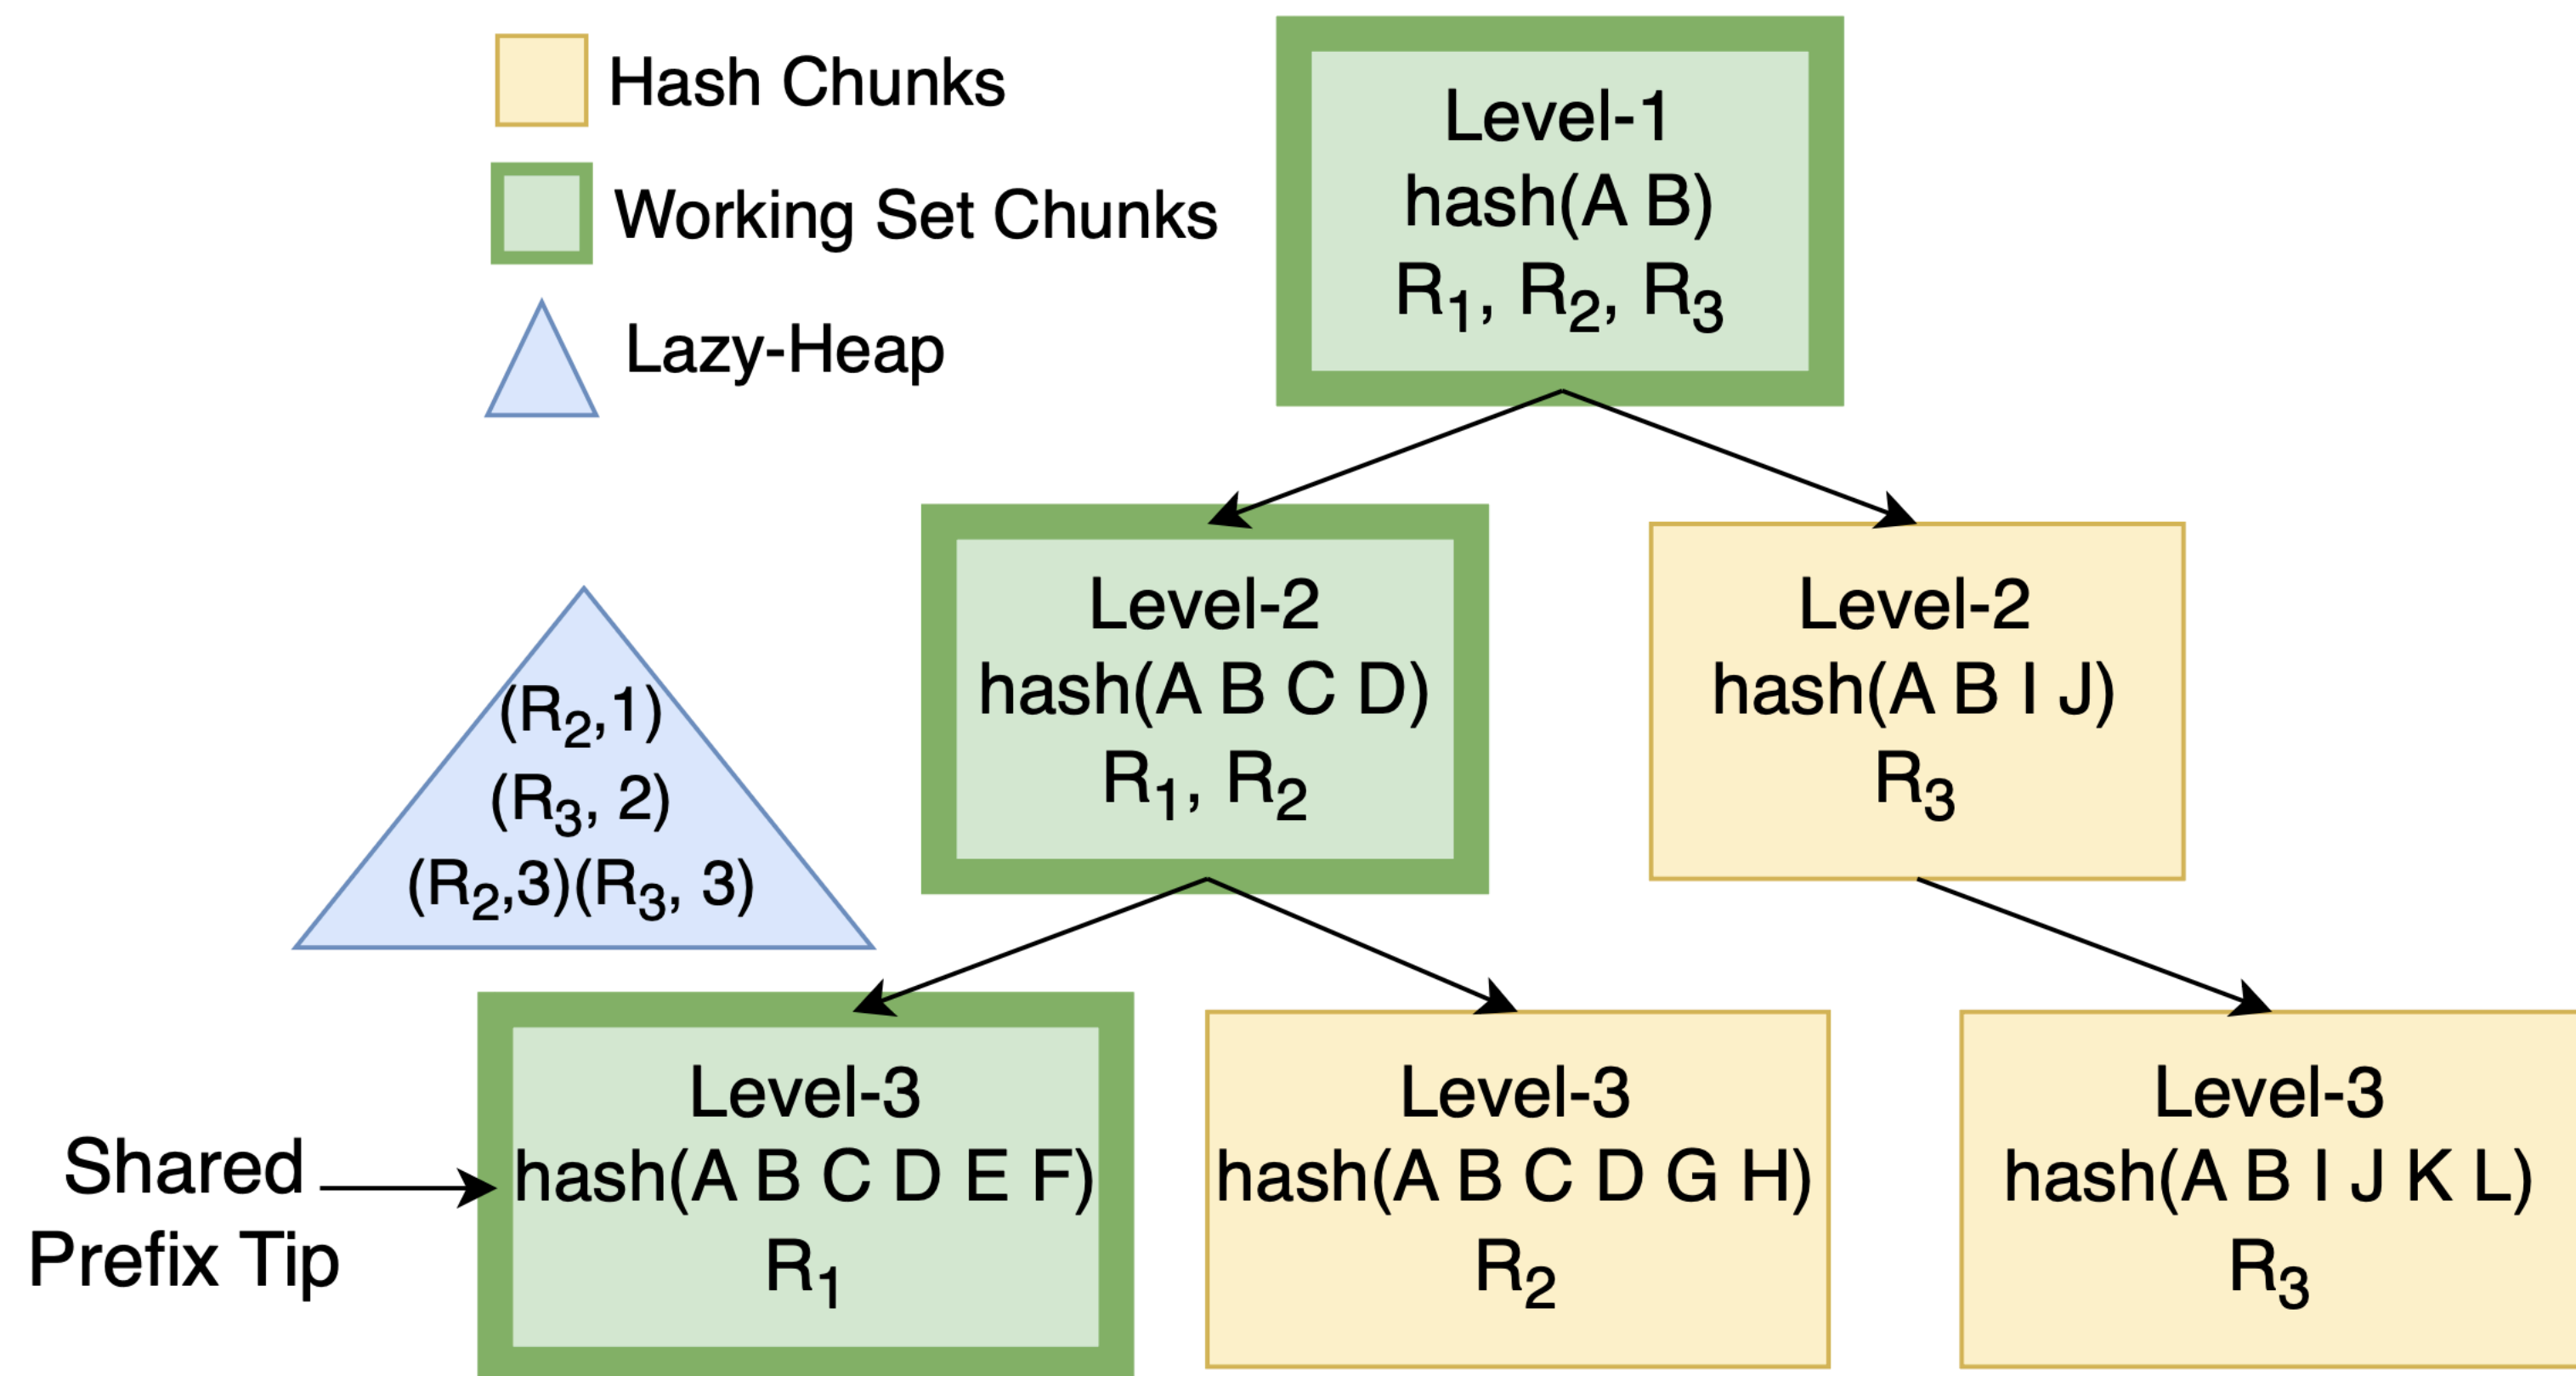 Hash Chunks
Working Set Chunks
Lazy-Heap
Level-1
hash(A B)
R₁, R₂, R₃
Level-2
hash(A B C D)
R₁, R₂
Level-2
hash(A B I J)
R₃
(R₂,1)
(R₃, 2)
(R₂,3)(R₃, 3)
Shared
Prefix Tip
Level-3
hash(A B C D E F)
R₁
Level-3
hash(A B C D G H)
R₂
Level-3
hash(A B I J K L)
R₃